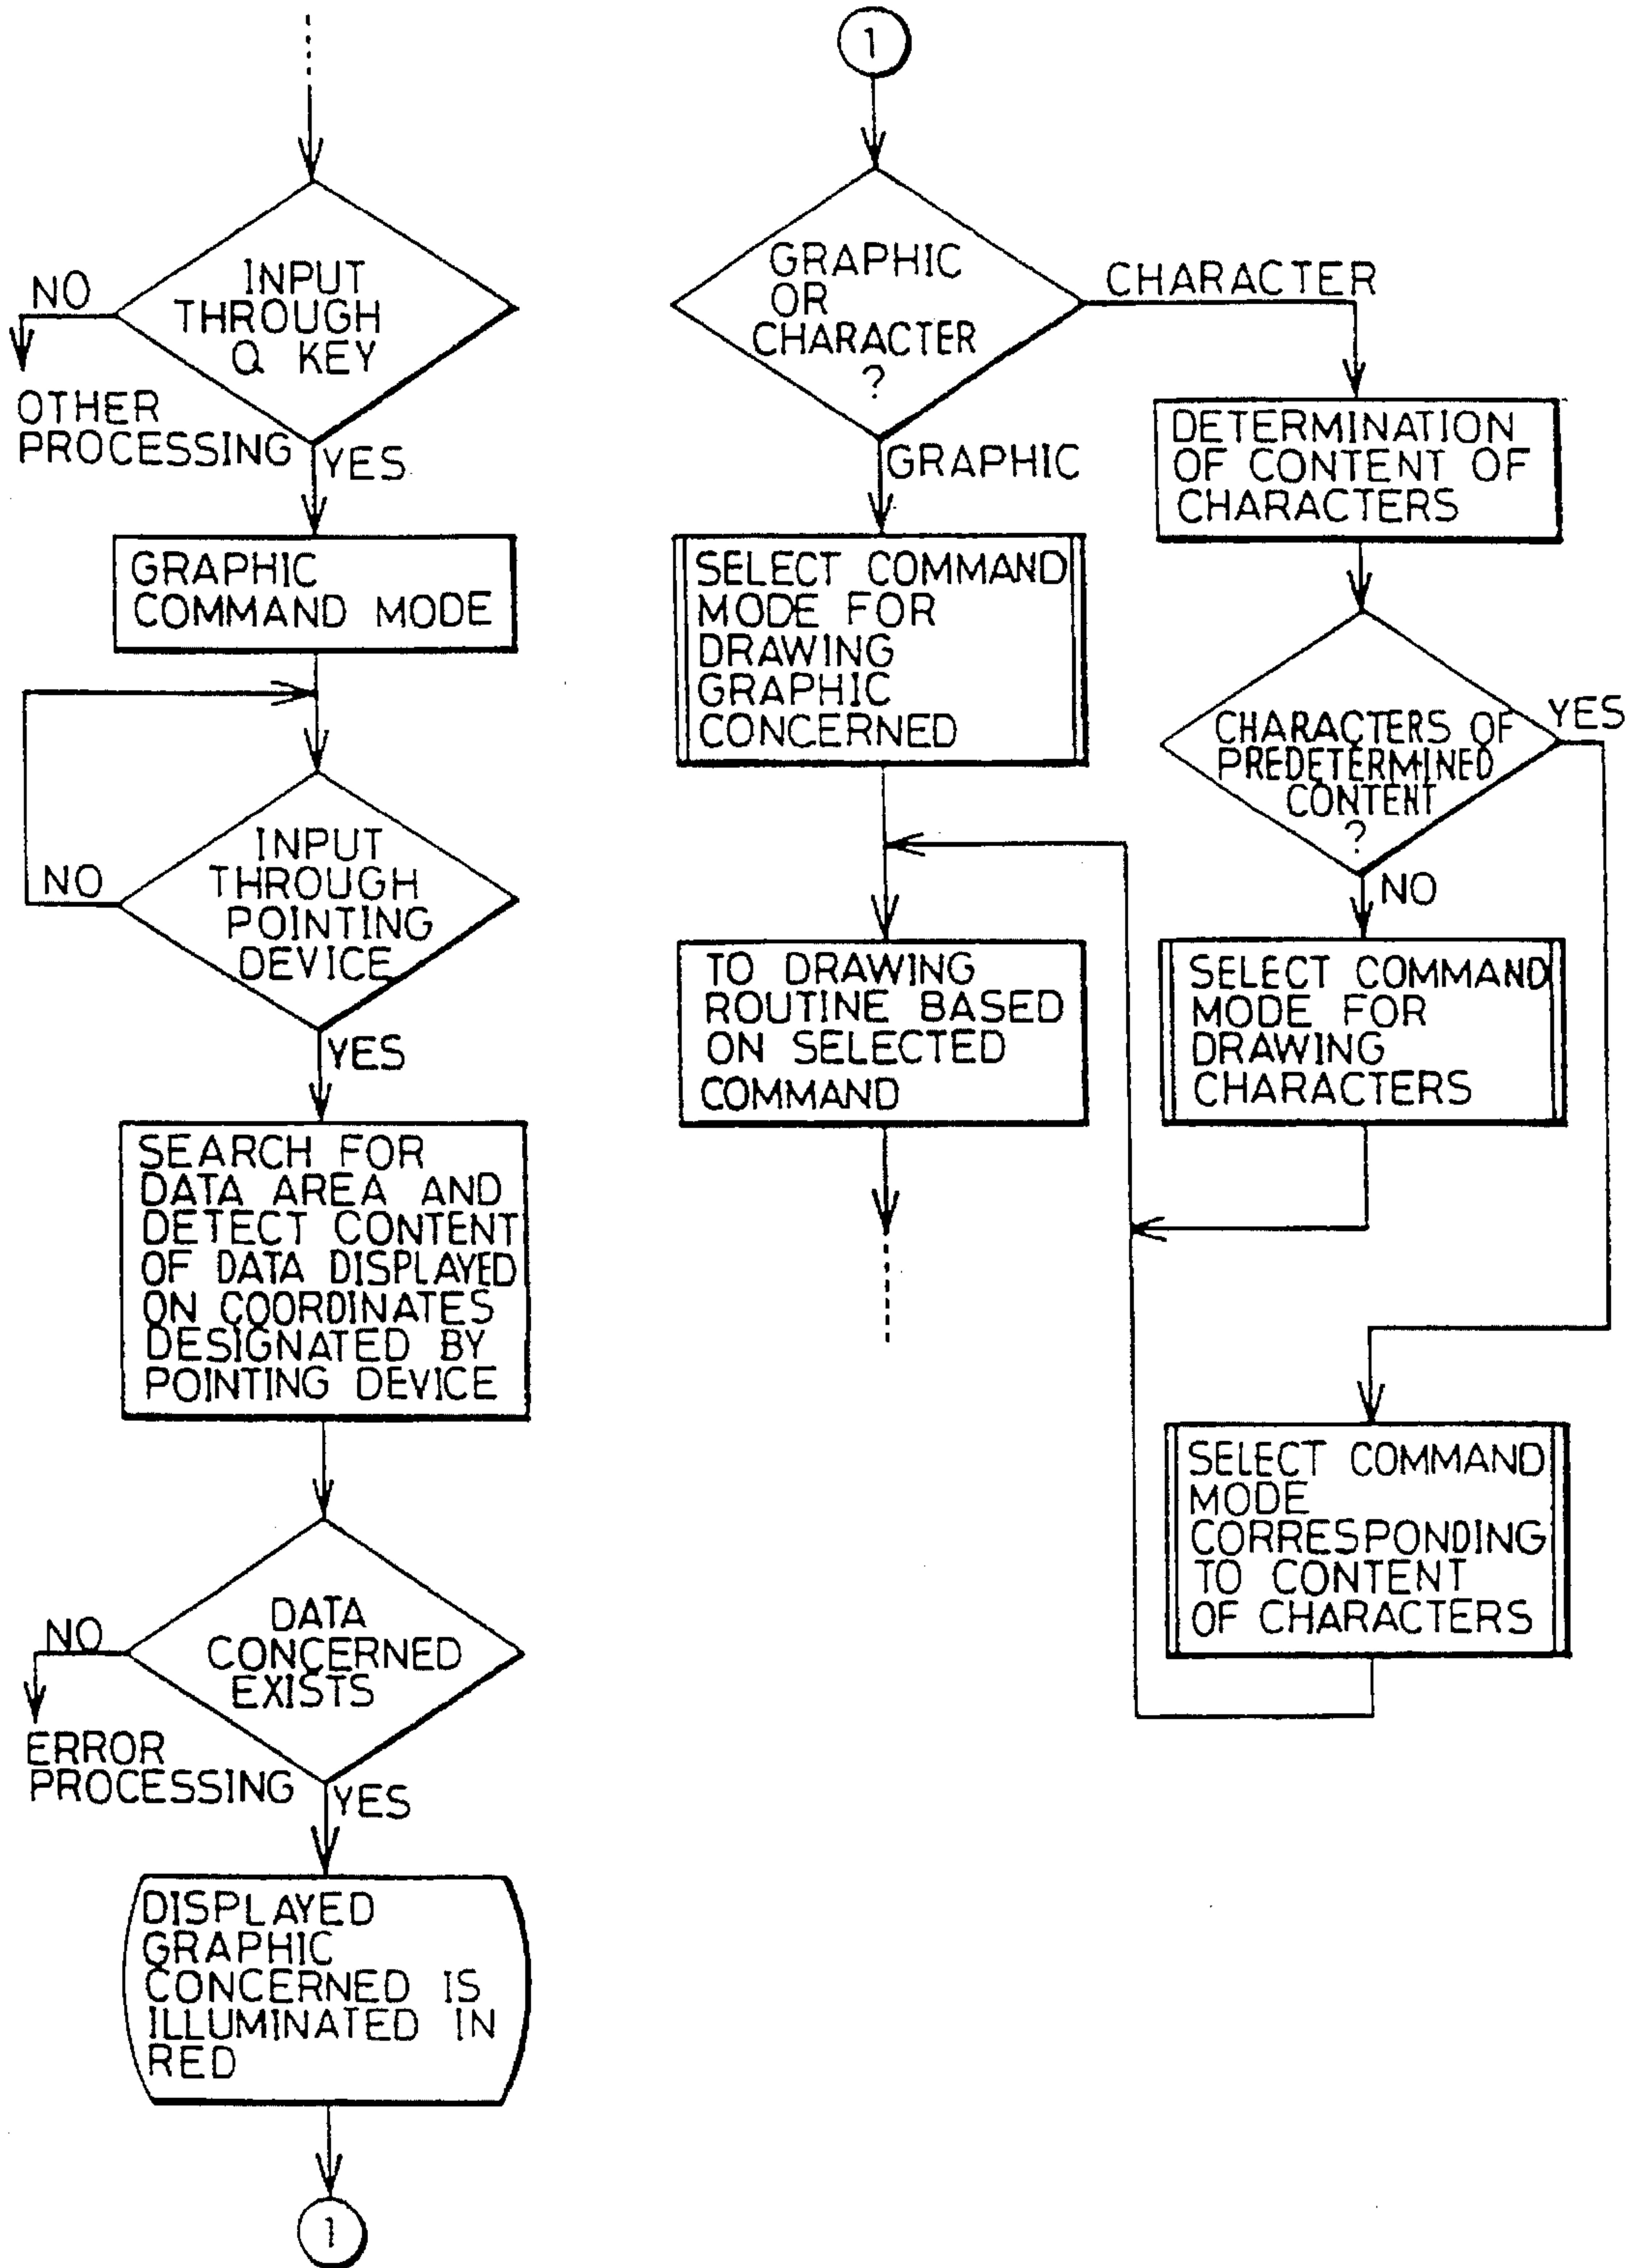 INPUT
THROUGH
Q KEY
NO
OTHER
PROCESSING
YES
GRAPHIC
COMMAND MODE
INPUT
THROUGH
POINTING
DEVICE
NO
YES
SEARCH FOR
DATA AREA AND
DETECT CONTENT
OF DATA DISPLAYED
ON COORDINATES
DESIGNATED BY
POINTING DEVICE
DATA
CONCERNED
EXISTS
NO
ERROR
PROCESSING
YES
DISPLAYED
GRAPHIC
CONCERNED IS
ILLUMINATED IN
RED
1
1
GRAPHIC
OR
CHARACTER
?
CHARACTER
GRAPHIC
SELECT COMMAND
MODE FOR
DRAWING
GRAPHIC
CONCERNED
TO DRAWING
ROUTINE BASED
ON SELECTED
COMMAND
DETERMINATION
OF CONTENT OF
CHARACTERS
CHARACTERS OF
PREDETERMINED
CONTENT
?
YES
NO
SELECT COMMAND
MODE FOR
DRAWING
CHARACTERS
SELECT COMMAND
MODE
CORRESPONDING
TO CONTENT
OF CHARACTERS